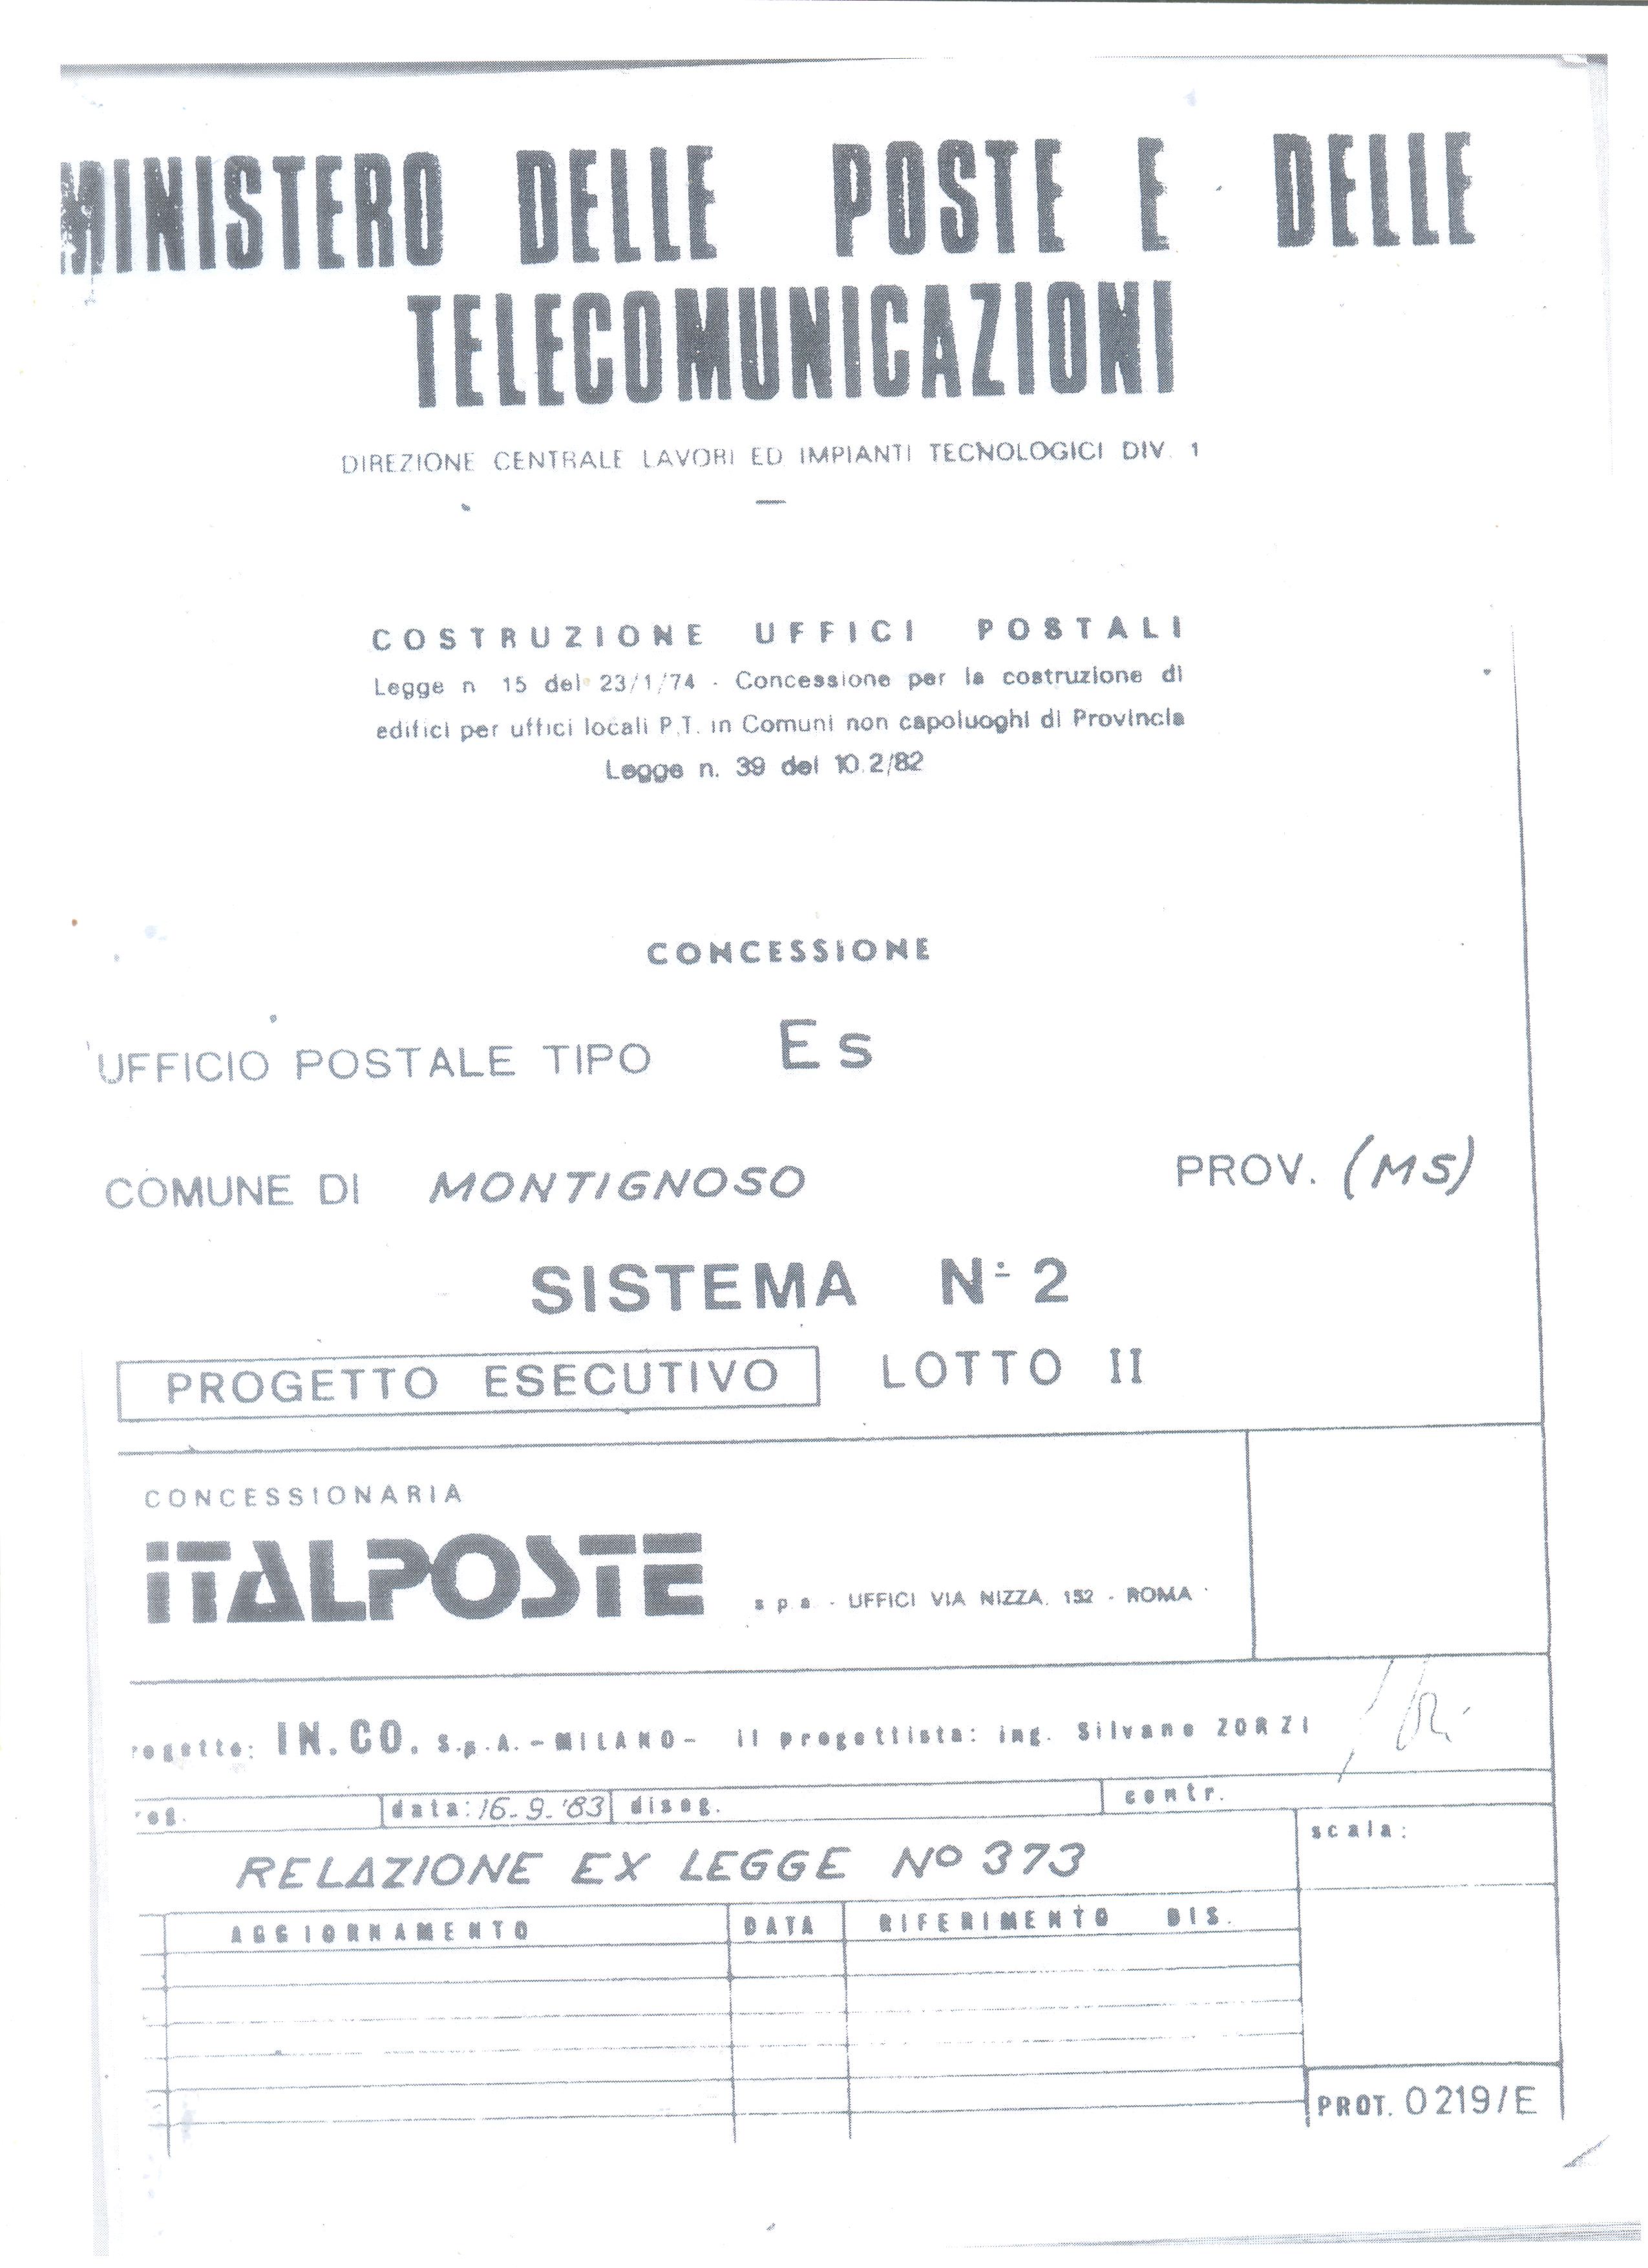 MINISTERO DELLE POSTE E DELLE
TELECOMUNICAZIONI
DIREZIONE CENTRALE LAVORI ED IMPIANTI TECNOLOGICI DIV. 1
COSTRUZIONE UFFICI POSTALI
Legge n 15 del 23/1/74 - Concessione per la costruzione di
edifici per uffici locali P.T. in Comuni non capoluoghi di Provincia
Legge n. 39 del 10.2/82
CONCESSIONE
UFFICIO POSTALE TIPO Es
COMUNE DI MONTIGNOSO PROV. (MS)
SISTEMA N° 2
PROGETTO ESECUTIVO LOTTO II
CONCESSIONARIA
ITALPOSTE s.p.a. - UFFICI VIA NIZZA, 152 - ROMA
rogetto: IN.CO. S.p.A. - MILANO - il progettista: ing. Silvano ZORZI
data: 16-9-'83 diseg. contr.
scala:
RELAZIONE EX LEGGE N° 373
AGGIORNAMENTO DATA RIFERIMENTO DIS.
PROT. 0219/E